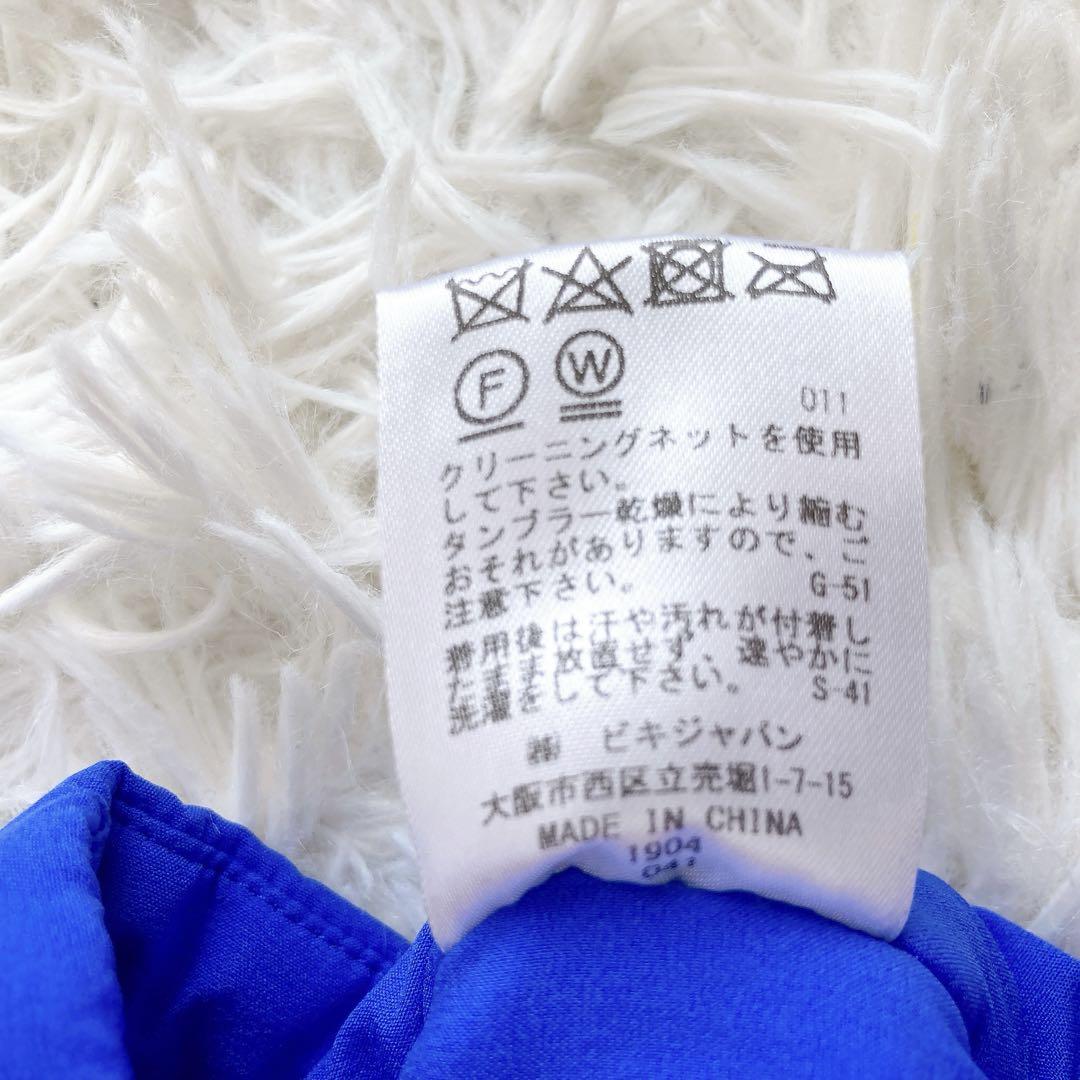 F W
011
クリーニングネットを使用
して下さい。
タンブラー乾燥により縮む
おそれがありますので、ご
注意下さい。 G-51
着用後は汗や汚れが付着し
たまま放置せず、速やかに
洗濯をして下さい。 S-41
㈱ ビキジャパン
大阪市西区立売堀1-7-15
MADE IN CHINA
1904